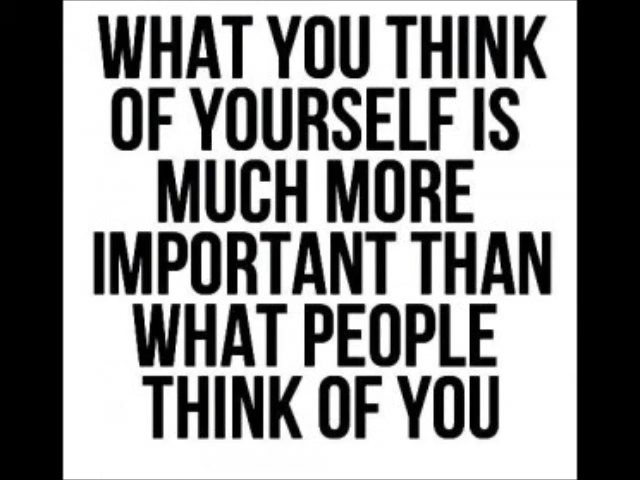 WHAT YOU THINK
OF YOURSELF IS
MUCH MORE
IMPORTANT THAN
WHAT PEOPLE
THINK OF YOU